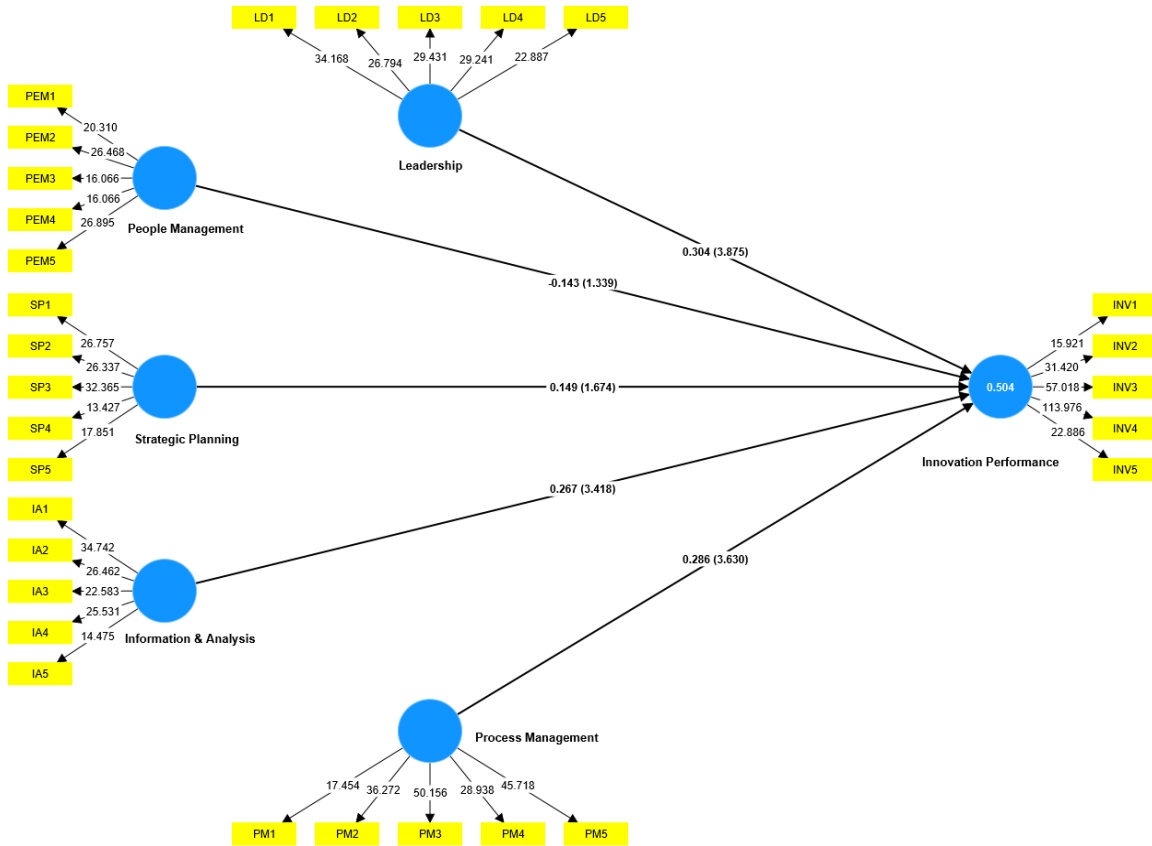 LD1 LD2 LD3 LD4 LD5
34.168 26.794 29.431 29.241 22.887
Leadership
PEM1
PEM2
PEM3
PEM4
PEM5
20.310
26.468
16.066
16.066
26.895
People Management
0.304 (3.875)
-0.143 (1.339)
SP1
SP2
SP3
SP4
SP5
26.757
26.337
32.365
13.427
17.851
Strategic Planning
0.149 (1.674)
0.504
Innovation Performance
15.921
31.420
57.018
113.976
22.886
INV1
INV2
INV3
INV4
INV5
IA1
IA2
IA3
IA4
IA5
34.742
26.462
22.583
25.531
14.475
Information & Analysis
0.267 (3.418)
0.286 (3.630)
Process Management
17.454 36.272 50.156 28.938 45.718
PM1 PM2 PM3 PM4 PM5